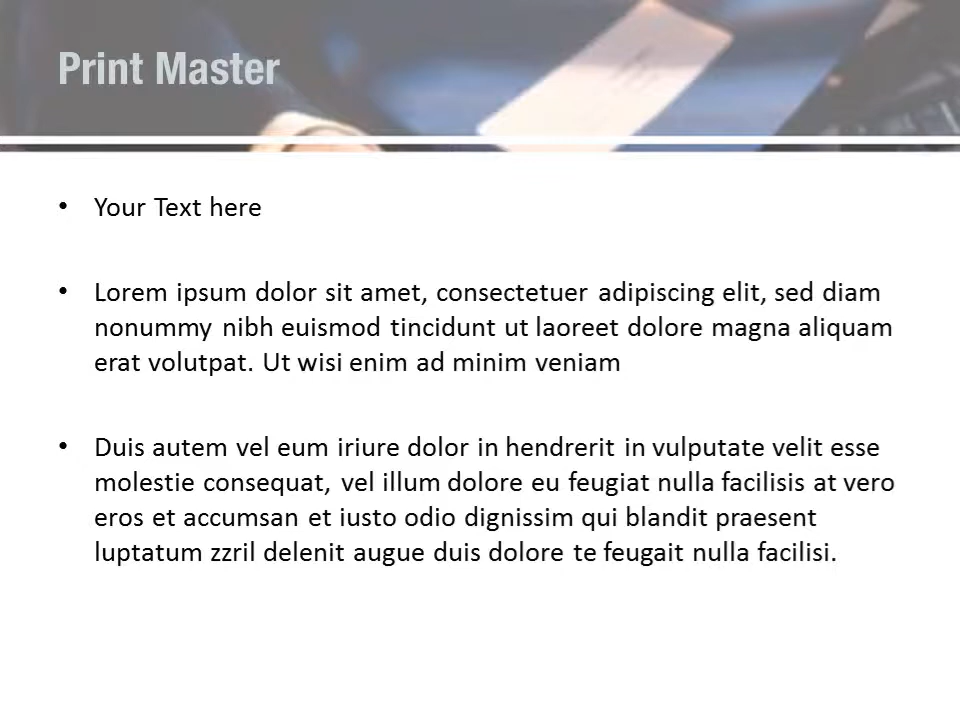 Print Master
• Your Text here
• Lorem ipsum dolor sit amet, consectetuer adipiscing elit, sed diam
nonummy nibh euismod tincidunt ut laoreet dolore magna aliquam
erat volutpat. Ut wisi enim ad minim veniam
• Duis autem vel eum iriure dolor in hendrerit in vulputate velit esse
molestie consequat, vel illum dolore eu feugiat nulla facilisis at vero
eros et accumsan et iusto odio dignissim qui blandit praesent
luptatum zzril delenit augue duis dolore te feugait nulla facilisi.